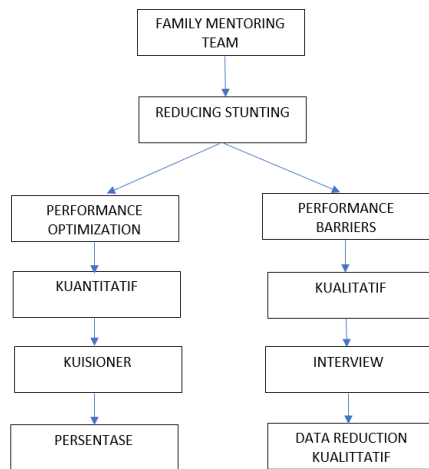 FAMILY MENTORING
TEAM
REDUCING STUNTING
PERFORMANCE
OPTIMIZATION
PERFORMANCE
BARRIERS
KUANTITATIF
KUALITATIF
KUISIONER
INTERVIEW
PERSENTASE
DATA REDUCTION
KUALITTATIF